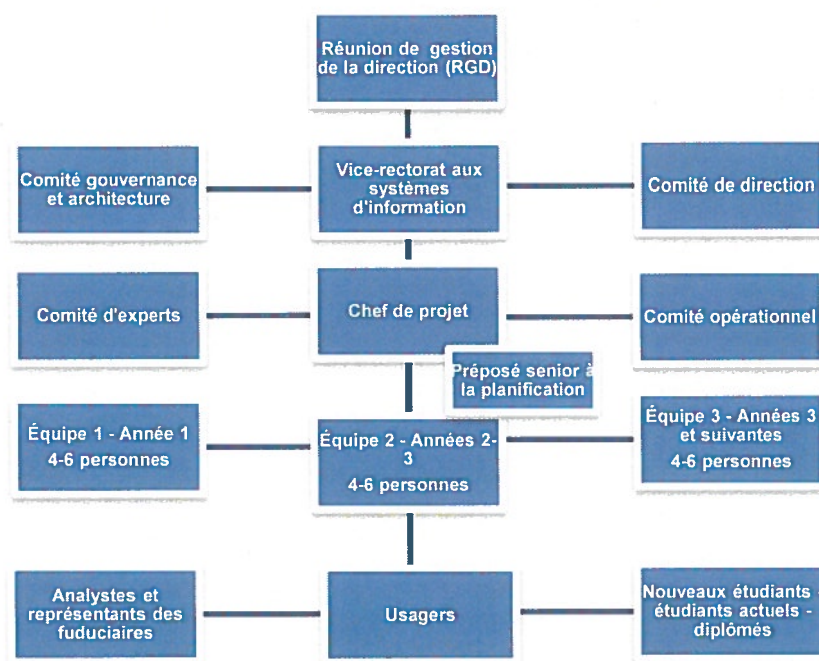 Réunion de gestion
de la direction (RGD)
Comité gouvernance
et architecture
Vice-rectorat aux
systèmes
d'information
Comité de direction
Comité d'experts
Chef de projet
Comité opérationnel
Préposé senior à
la planification
Équipe 1 - Année 1
4-6 personnes
Équipe 2 - Années 2-
3
4-6 personnes
Équipe 3 - Années 3
et suivantes
4-6 personnes
Analystes et
représentants des
fuduciaires
Usagers
Nouveaux étudiants -
étudiants actuels -
diplômés